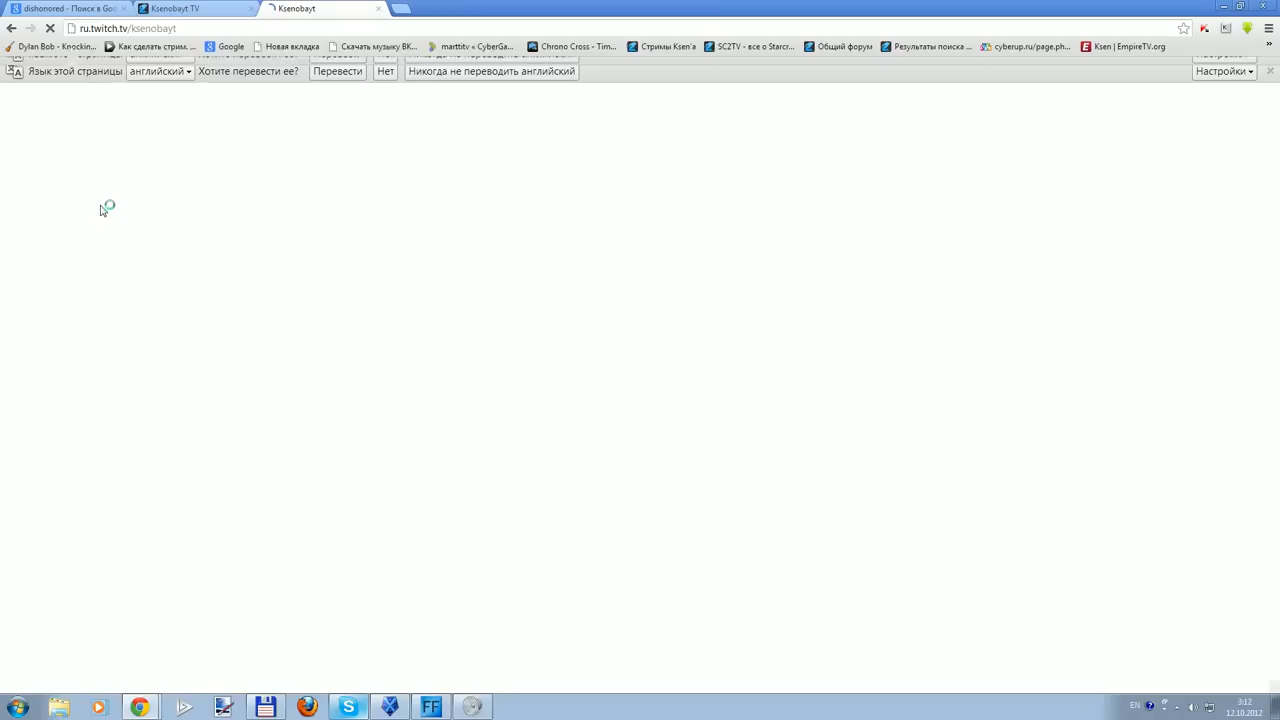 dishonored - Поиск в Goo
Ksenobayt TV
Ksenobayt
ru.twitch.tv/ksenobayt
Dylan Bob - Knockin...
Как сделать стрим. ...
Google
Новая вкладка
Скачать музыку ВК...
marttitv « CyberGa...
Chrono Cross - Tim...
Стримы Ksen'a
SC2TV - все о Starcr...
Общий форум
Результаты поиска ...
cyberup.ru/page.ph...
Ksen | EmpireTV.org
Язык этой страницы
английский
Хотите перевести ее?
Перевести
Нет
Никогда не переводить английский
Настройки
FF
EN
3:12
12.10.2012